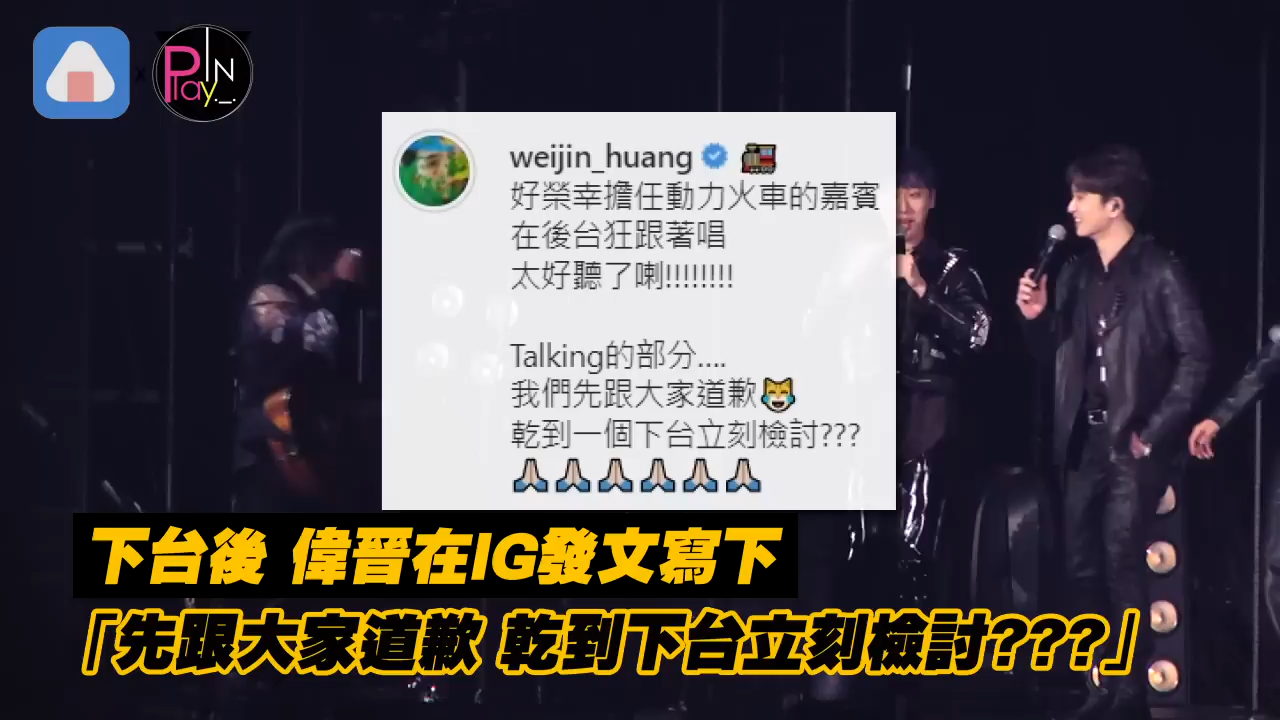 Play IN
weijin_huang
好榮幸擔任動力火車的嘉賓
在後台狂跟著唱
太好聽了喇!!!!!!!!
Talking的部分....
我們先跟大家道歉😹
乾到一個下台立刻檢討???
🙏🏻🙏🏻🙏🏻🙏🏻🙏🏻🙏🏻
下台後 偉晉在IG發文寫下
「先跟大家道歉 乾到下台立刻檢討???」